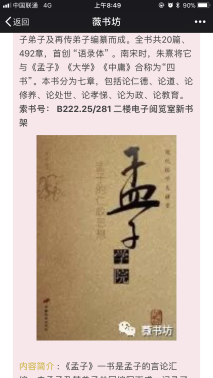 中国联通 4G 上午8:49
返回 薇书坊
子弟子及再传弟子编纂而成。全书共20篇、
492章，首创“语录体”。南宋时，朱熹将它
与《孟子》《大学》《中庸》合称为“四
书”。本书分为七章，包括论仁德、论道、论
修养、论处世、论孝悌、论为政、论教育。
索书号： B222.25/281 二楼电子阅览室新书
架
孟子
学院
薇书坊
内容简介：《孟子》一书是孟子的言论汇